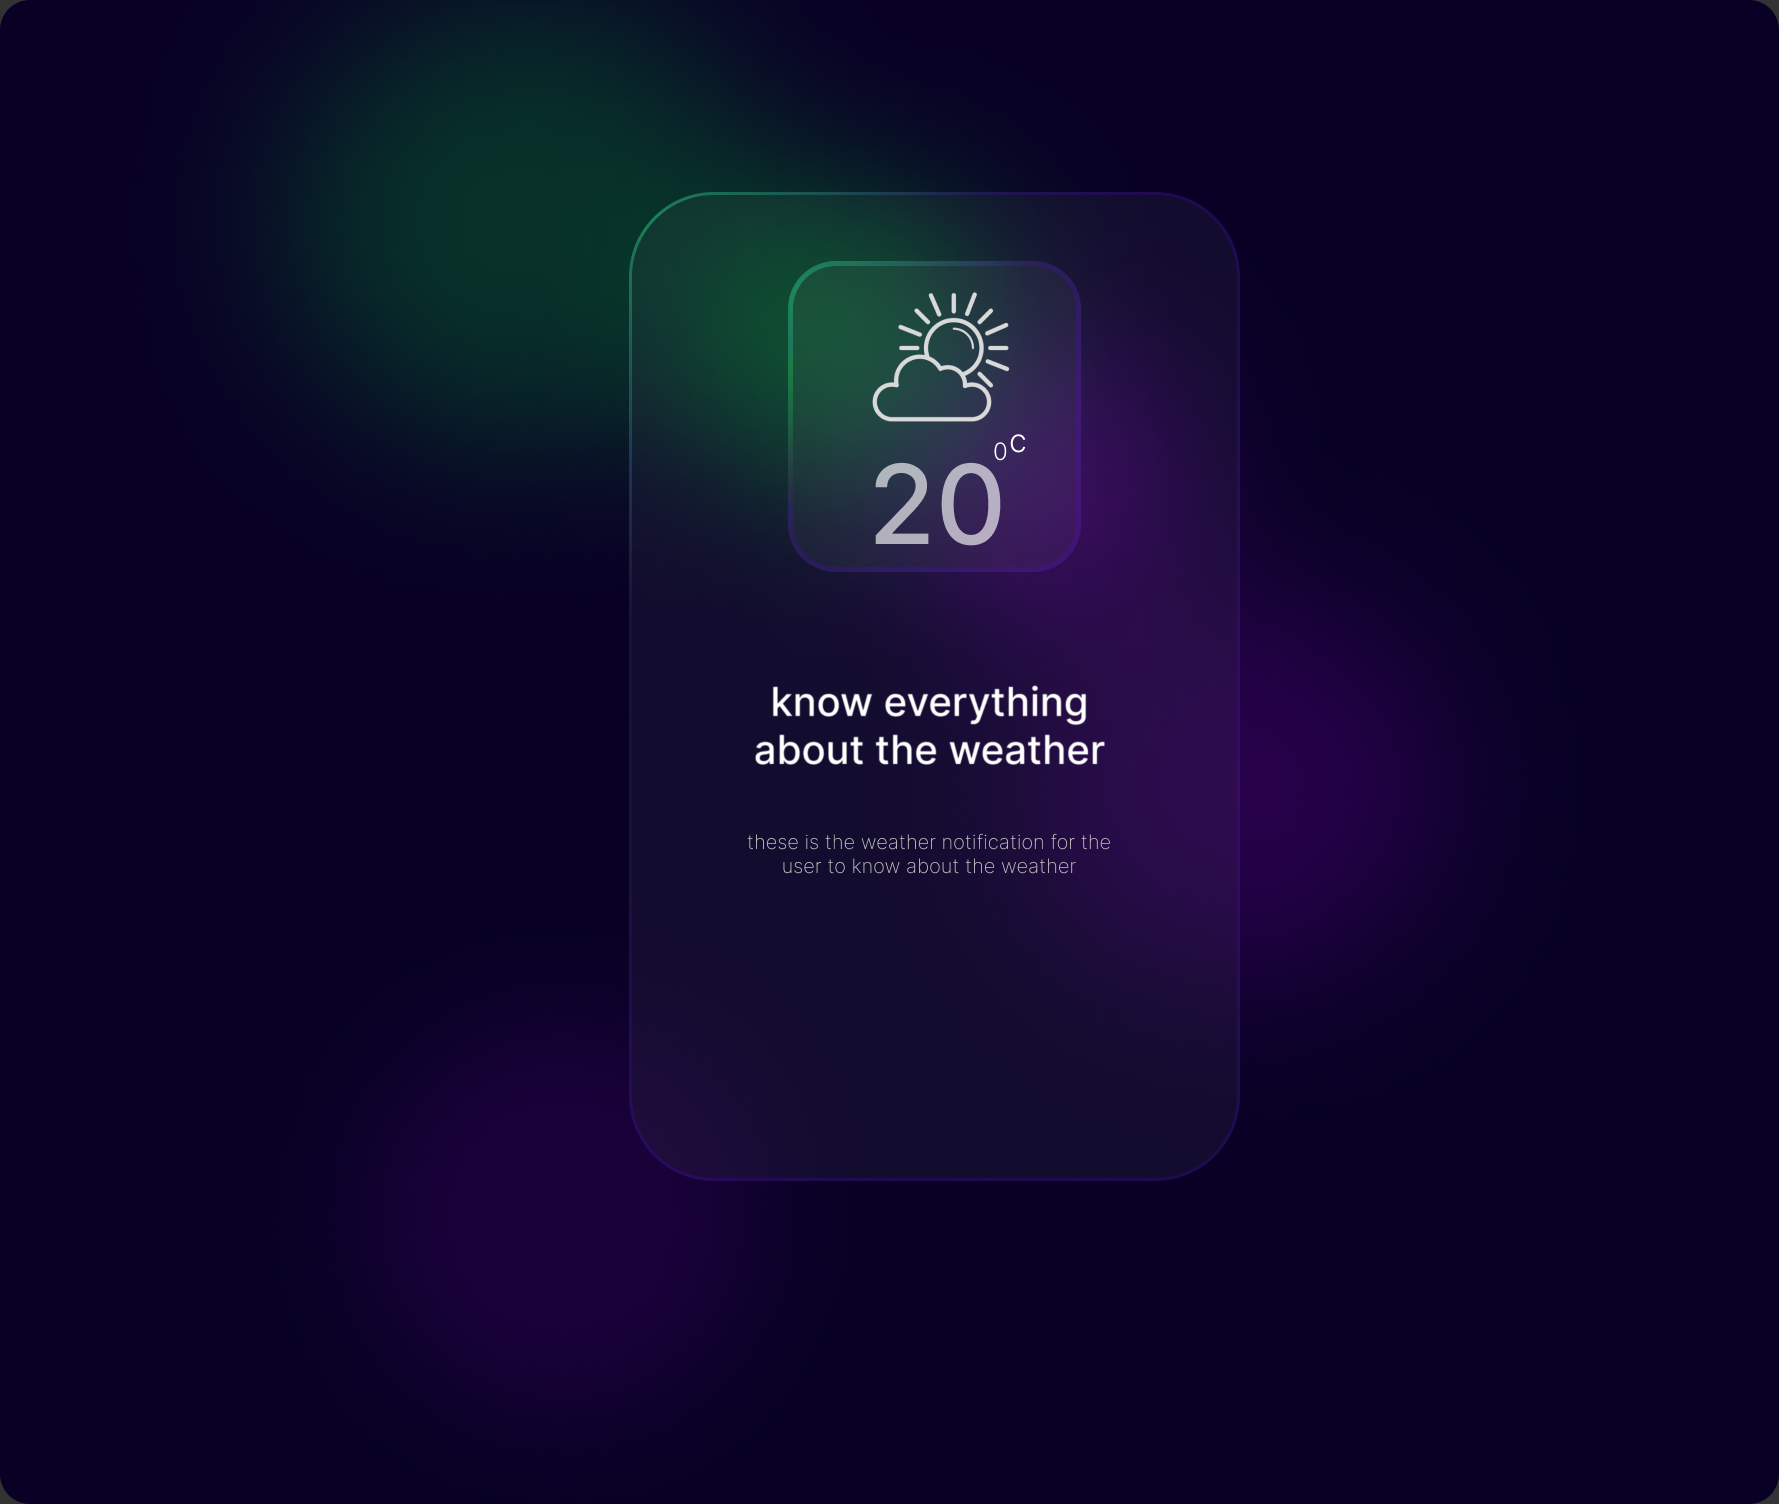 0C
20
know everything
about the weather
these is the weather notification for the
user to know about the weather